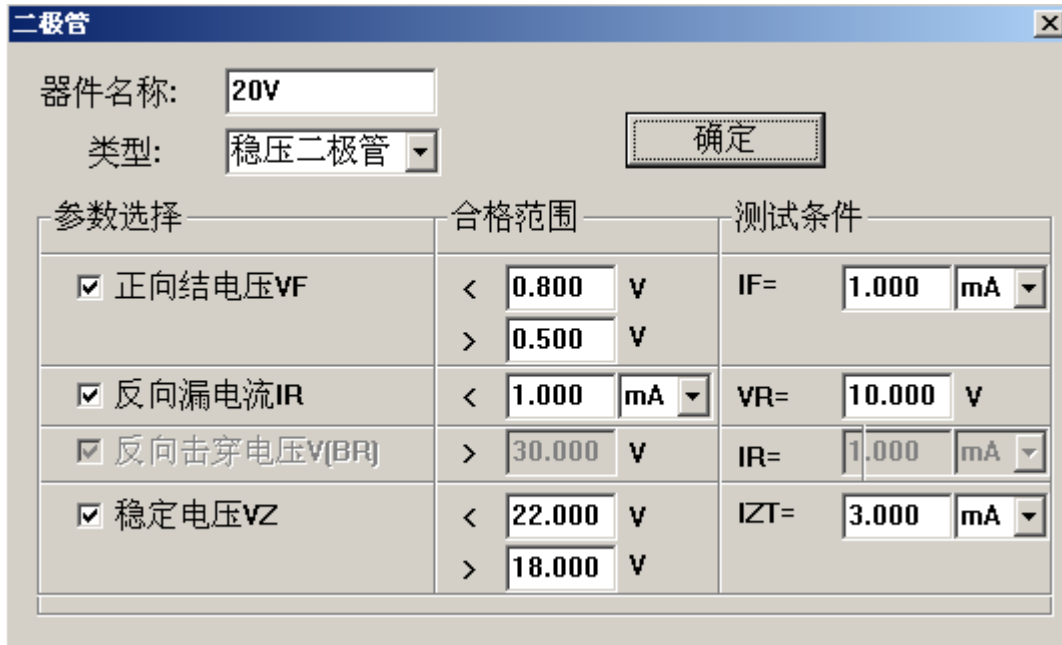 二极管
器件名称: 20V
类型: 稳压二极管
确定
参数选择 合格范围 测试条件
正向结电压VF < 0.800 V IF= 1.000 mA
> 0.500 V
反向漏电流IR < 1.000 mA VR= 10.000 V
反向击穿电压V(BR) > 30.000 V IR= 1.000 mA
稳定电压VZ < 22.000 V IZT= 3.000 mA
> 18.000 V